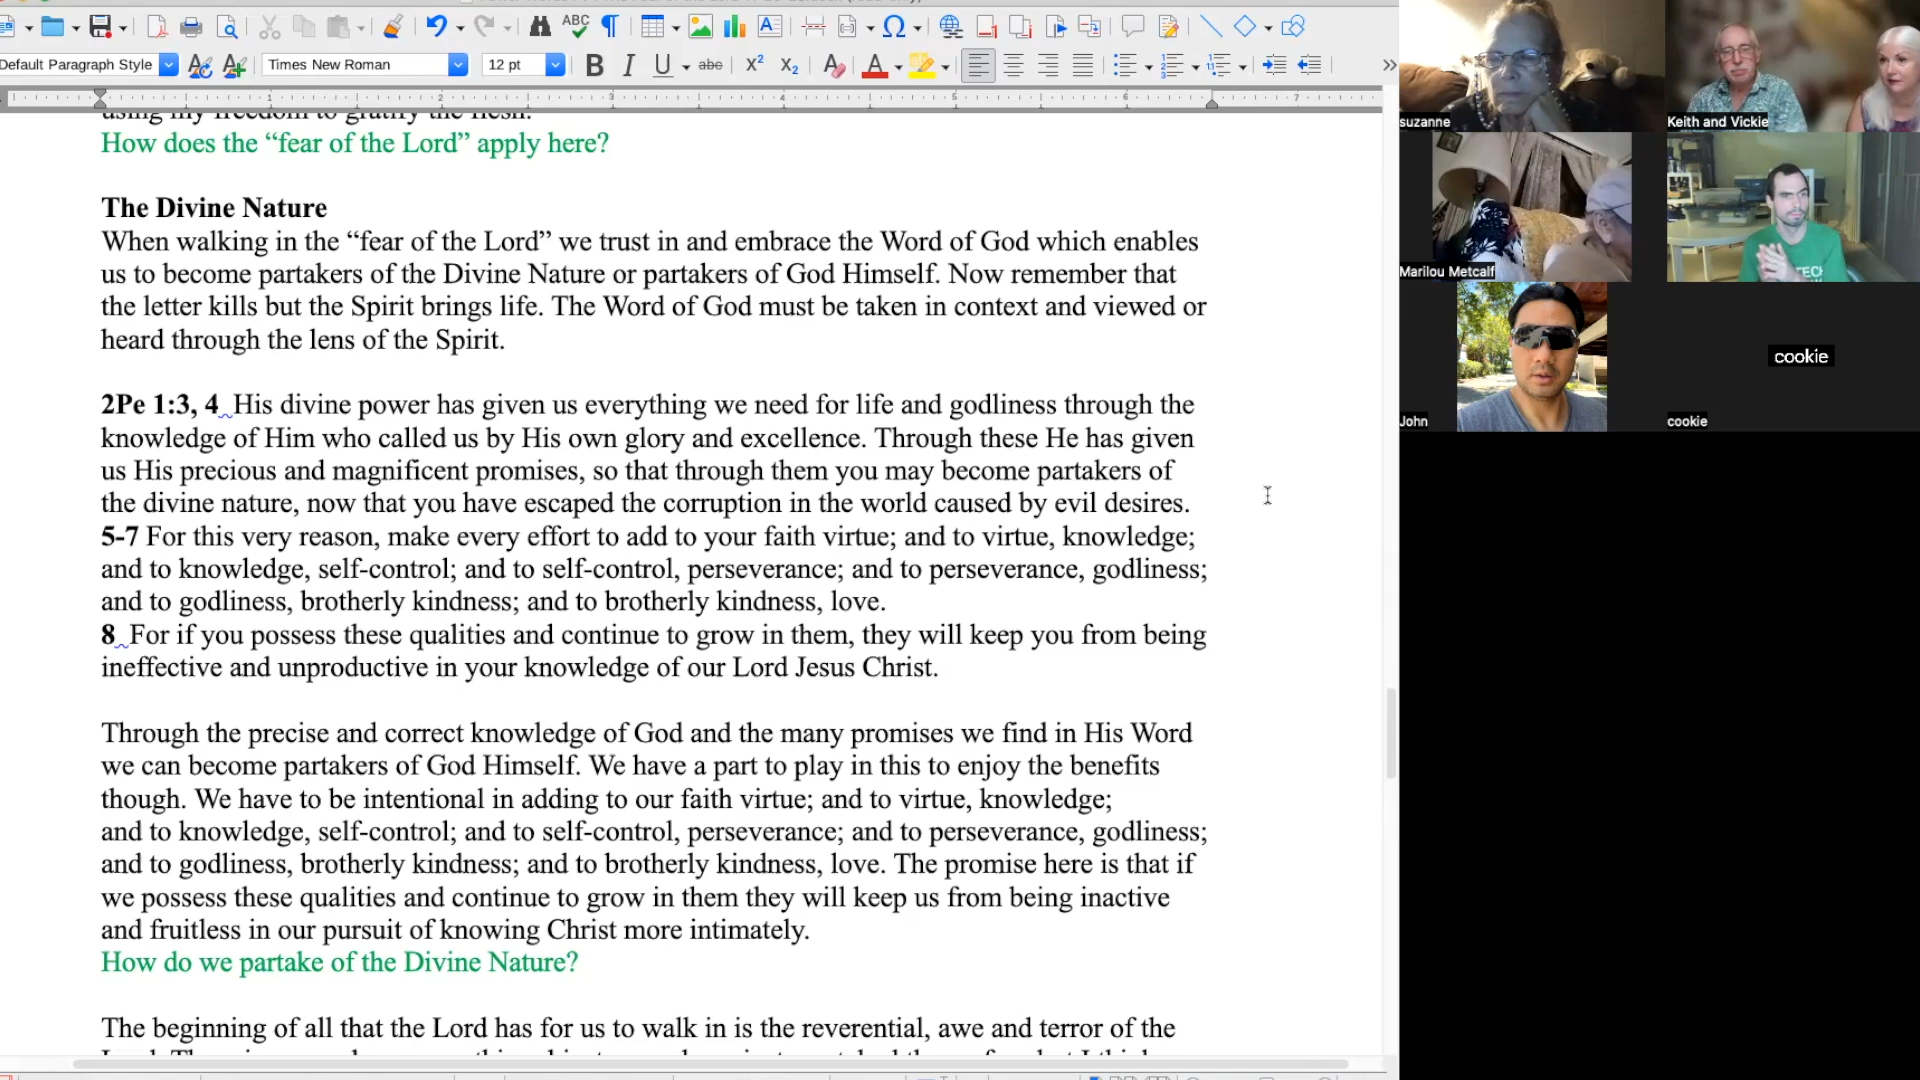 Default Paragraph Style
Times New Roman
12 pt
1 2 3 4 5 6 7
using my freedom to gratify the flesh.
How does the “fear of the Lord” apply here?
The Divine Nature
When walking in the “fear of the Lord” we trust in and embrace the Word of God which enables
us to become partakers of the Divine Nature or partakers of God Himself. Now remember that
the letter kills but the Spirit brings life. The Word of God must be taken in context and viewed or
heard through the lens of the Spirit.
2Pe 1:3, 4 His divine power has given us everything we need for life and godliness through the
knowledge of Him who called us by His own glory and excellence. Through these He has given
us His precious and magnificent promises, so that through them you may become partakers of
the divine nature, now that you have escaped the corruption in the world caused by evil desires.
5-7 For this very reason, make every effort to add to your faith virtue; and to virtue, knowledge;
and to knowledge, self-control; and to self-control, perseverance; and to perseverance, godliness;
and to godliness, brotherly kindness; and to brotherly kindness, love.
8 For if you possess these qualities and continue to grow in them, they will keep you from being
ineffective and unproductive in your knowledge of our Lord Jesus Christ.
Through the precise and correct knowledge of God and the many promises we find in His Word
we can become partakers of God Himself. We have a part to play in this to enjoy the benefits
though. We have to be intentional in adding to our faith virtue; and to virtue, knowledge;
and to knowledge, self-control; and to self-control, perseverance; and to perseverance, godliness;
and to godliness, brotherly kindness; and to brotherly kindness, love. The promise here is that if
we possess these qualities and continue to grow in them they will keep us from being inactive
and fruitless in our pursuit of knowing Christ more intimately.
How do we partake of the Divine Nature?
The beginning of all that the Lord has for us to walk in is the reverential, awe and terror of the
suzanne
Keith and Vickie
Marilou Metcalf
John
cookie
cookie